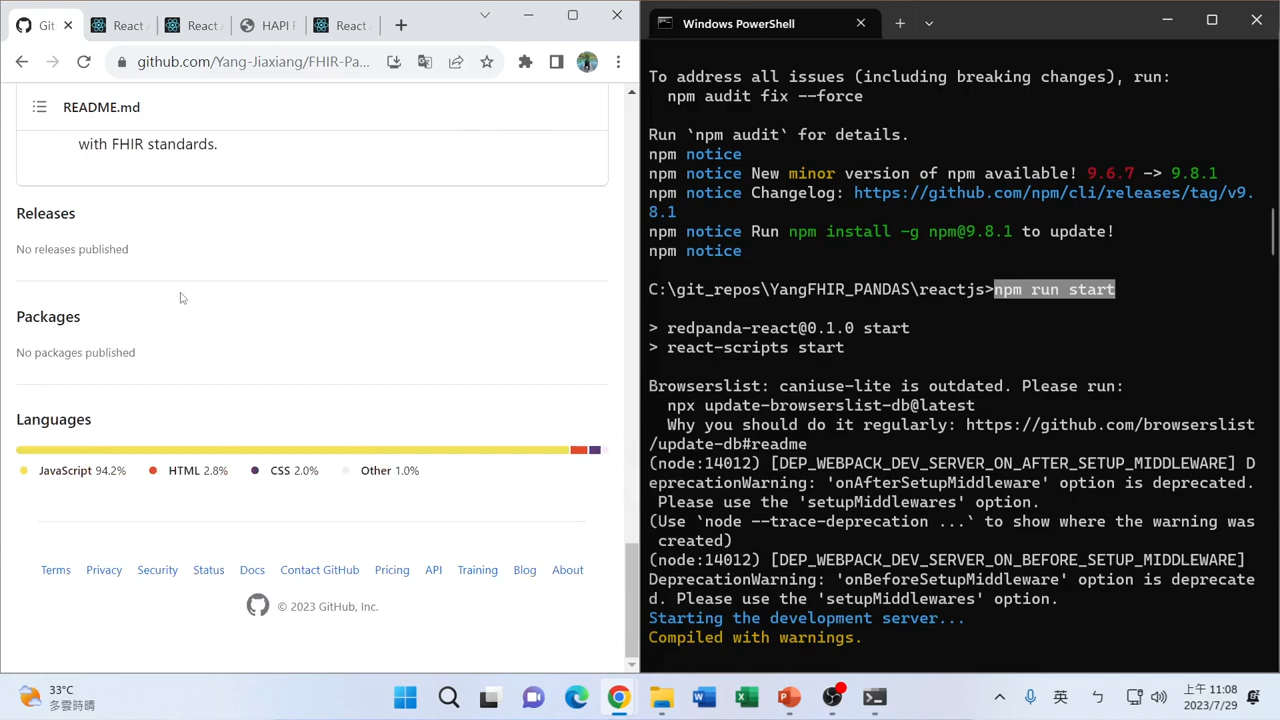 Git
React
React
HAPI F
React
github.com/Yang-Jiaxiang/FHIR-Pa...
README.md
with FHIR standards.
Releases
No releases published
Packages
No packages published
Languages
JavaScript 94.2%
HTML 2.8%
CSS 2.0%
Other 1.0%
Terms
Privacy
Security
Status
Docs
Contact GitHub
Pricing
API
Training
Blog
About
© 2023 GitHub, Inc.
Windows PowerShell
To address all issues (including breaking changes), run:
npm audit fix --force
Run `npm audit` for details.
npm notice
npm notice New minor version of npm available! 9.6.7 -> 9.8.1
npm notice Changelog: https://github.com/npm/cli/releases/tag/v9.
8.1
npm notice Run npm install -g npm@9.8.1 to update!
npm notice
C:\git_repos\YangFHIR_PANDAS\reactjs>npm run start
> redpanda-react@0.1.0 start
> react-scripts start
Browserslist: caniuse-lite is outdated. Please run:
npx update-browserslist-db@latest
Why you should do it regularly: https://github.com/browserslist
/update-db#readme
(node:14012) [DEP_WEBPACK_DEV_SERVER_ON_AFTER_SETUP_MIDDLEWARE] D
eprecationWarning: 'onAfterSetupMiddleware' option is deprecated.
Please use the 'setupMiddlewares' option.
(Use `node --trace-deprecation ...` to show where the warning was
created)
(node:14012) [DEP_WEBPACK_DEV_SERVER_ON_BEFORE_SETUP_MIDDLEWARE]
DeprecationWarning: 'onBeforeSetupMiddleware' option is deprecate
d. Please use the 'setupMiddlewares' option.
Starting the development server...
Compiled with warnings.
33°C
多雲時晴
英
ㄅ
上午 11:08
2023/7/29